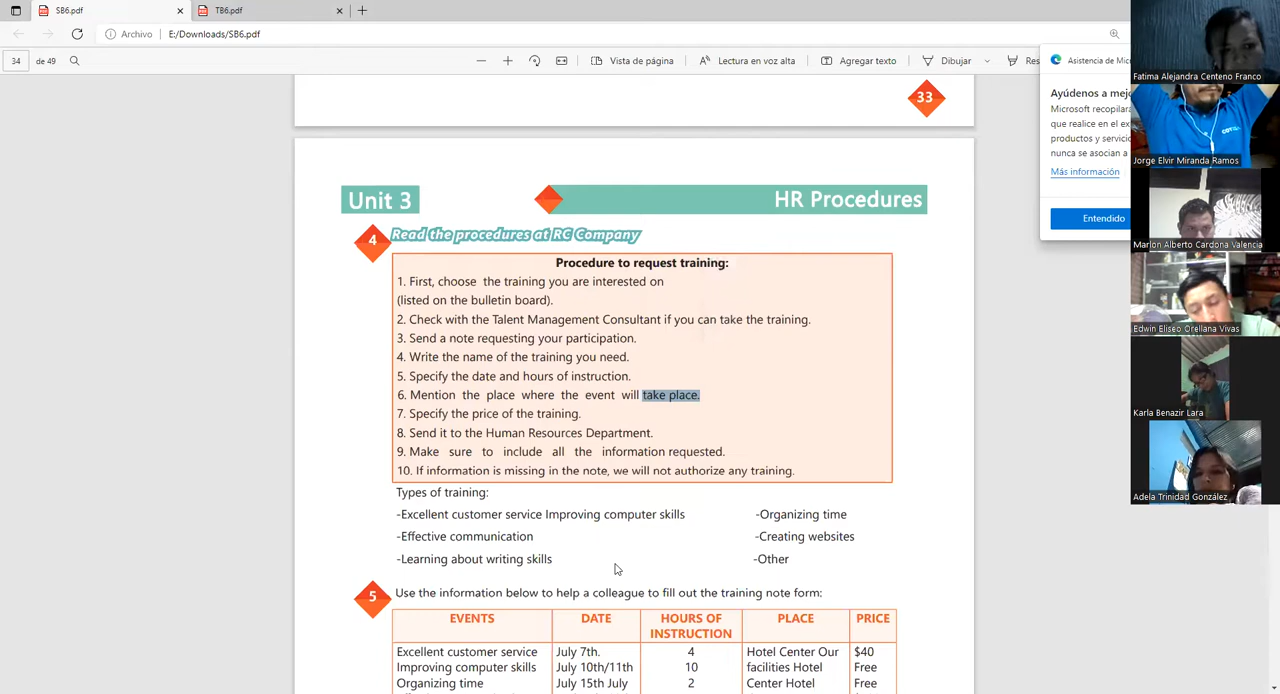 SB6.pdf
TB6.pdf
Archivo
E:/Downloads/SB6.pdf
34 de 49
Vista de página
Lectura en voz alta
Agregar texto
Dibujar
Asistencia de
Ayúdenos a
Microsoft
que realice en el
productos y
nunca se asocian a
Más información
Entendido
33
Unit 3
HR Procedures
4 Read the procedures at RC Company
Procedure to request training:
1. First, choose the training you are interested on
(listed on the bulletin board).
2. Check with the Talent Management Consultant if you can take the training.
3. Send a note requesting your participation.
4. Write the name of the training you need.
5. Specify the date and hours of instruction.
6. Mention the place where the event will take place.
7. Specify the price of the training.
8. Send it to the Human Resources Department.
9. Make sure to include all the information requested.
10. If information is missing in the note, we will not authorize any training.
Types of training:
-Excellent customer service Improving computer skills
-Organizing time
-Effective communication
-Creating websites
-Learning about writing skills
-Other
5 Use the information below to help a colleague to fill out the training note form:
EVENTS DATE HOURS OF INSTRUCTION PLACE PRICE
Excellent customer service July 7th. 4 Hotel Center Our $40
Improving computer skills July 10th/11th 10 facilities Hotel Free
Organizing time July 15th July 2 Center Hotel Free
Fatima Alejandra Centeno Franco
Jorge Elvir Miranda Ramos
Marlon Alberto Cardona Valencia
Edwin Eliseo Orellana Vivas
Karla Benazir Lara
Adela Trinidad González